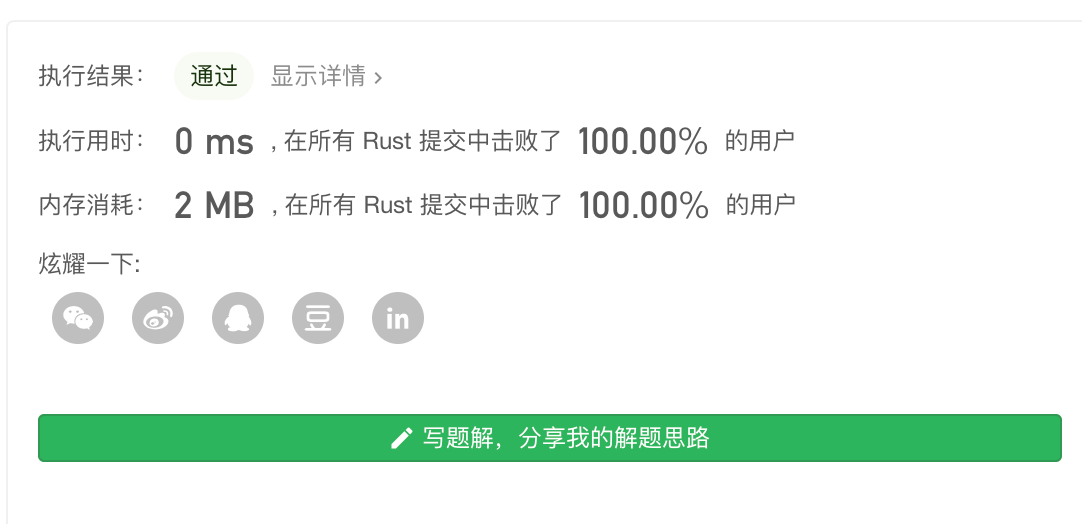 执行结果： 通过 显示详情 >
执行用时： 0 ms , 在所有 Rust 提交中击败了 100.00% 的用户
内存消耗： 2 MB , 在所有 Rust 提交中击败了 100.00% 的用户
炫耀一下:
豆 in
写题解，分享我的解题思路